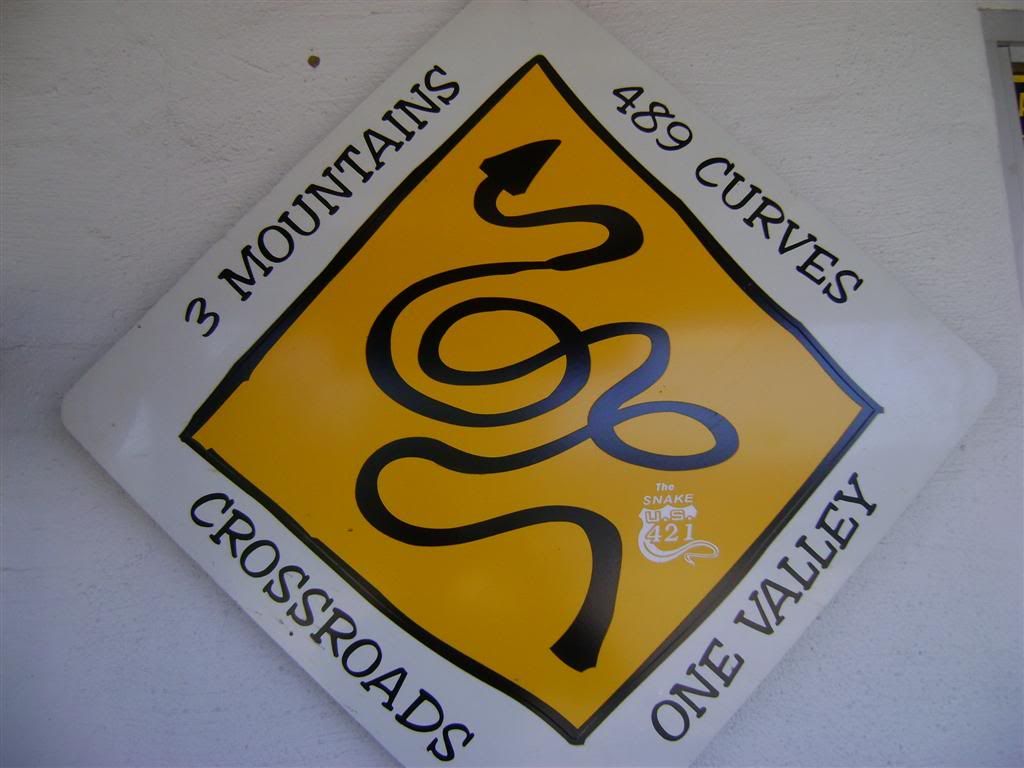 3 MOUNTAINS
489 CURVES
The
SNAKE
U.S.
421
CROSSROADS
ONE VALLEY